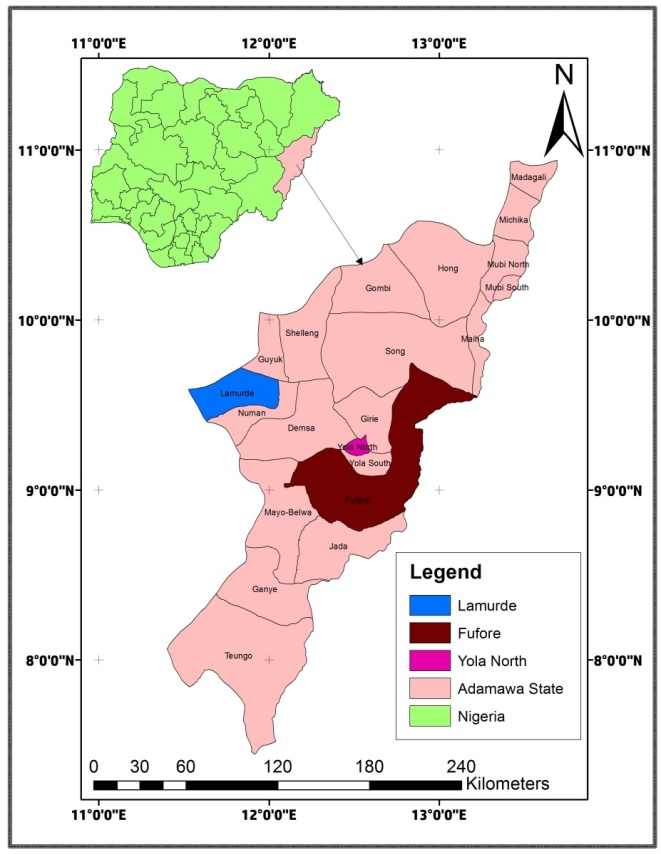 11°0'0"E 12°0'0"E 13°0'0"E
N
11°0'0"N 11°0'0"N
Madagali
Michika
Mubi North
Hong
Mubi South
Gombi
10°0'0"N 10°0'0"N
Shelleng
Maiha
Song
Guyuk
Lamurde
Numan
Girie
Demsa
Yola North
Yola South
9°0'0"N 9°0'0"N
Fufore
Mayo-Belwa
Jada
Ganye
Teungo
8°0'0"N 8°0'0"N
Legend
Lamurde
Fufore
Yola North
Adamawa State
Nigeria
0 30 60 120 180 240
Kilometers
11°0'0"E 12°0'0"E 13°0'0"E